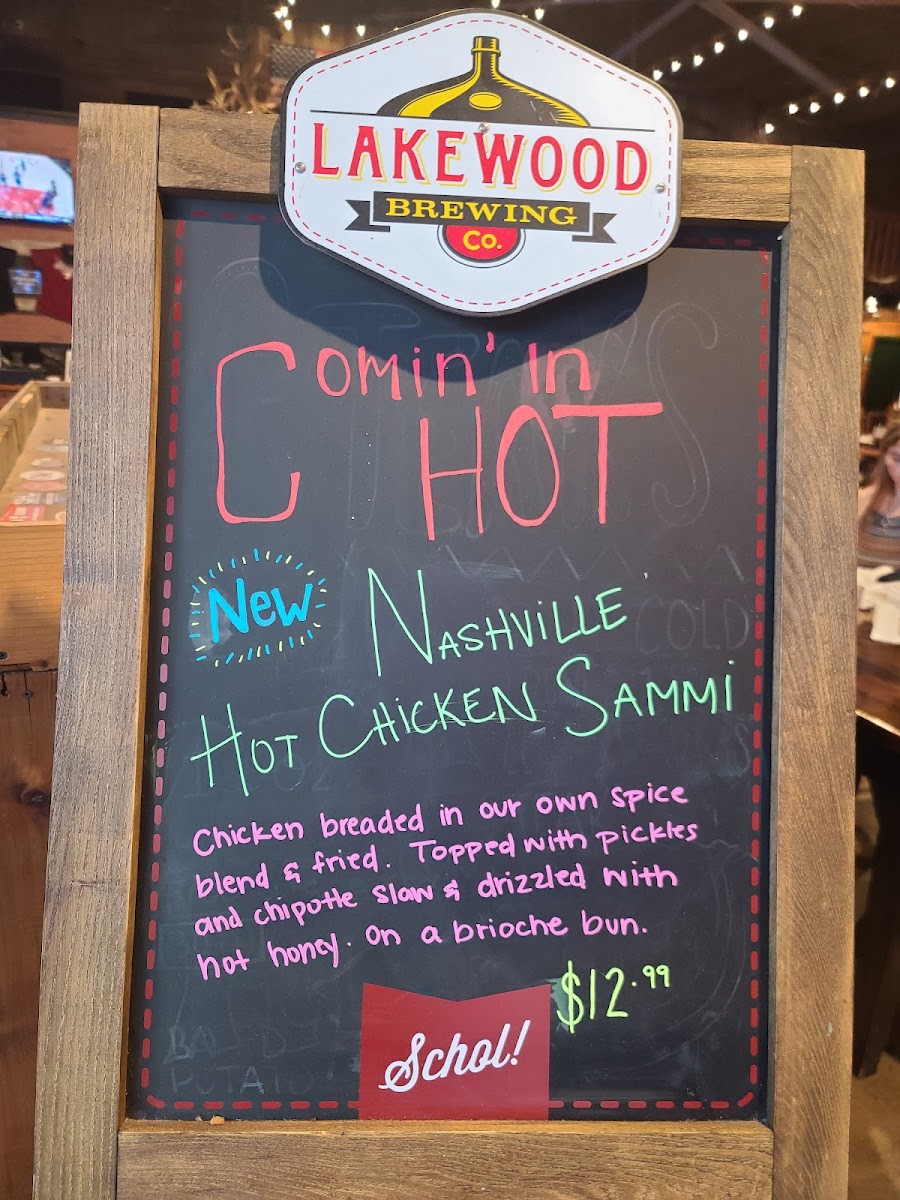 LAKEWOOD
BREWING
Co.
Comin' In
HOT
New
NASHVILLE
HOT CHICKEN SAMMi
Chicken breaded in our own spice
blend & fried. Topped with pickles
and chipotle slaw & drizzled with
hot honey. On a brioche bun.
$12.99
Schol!
COLD